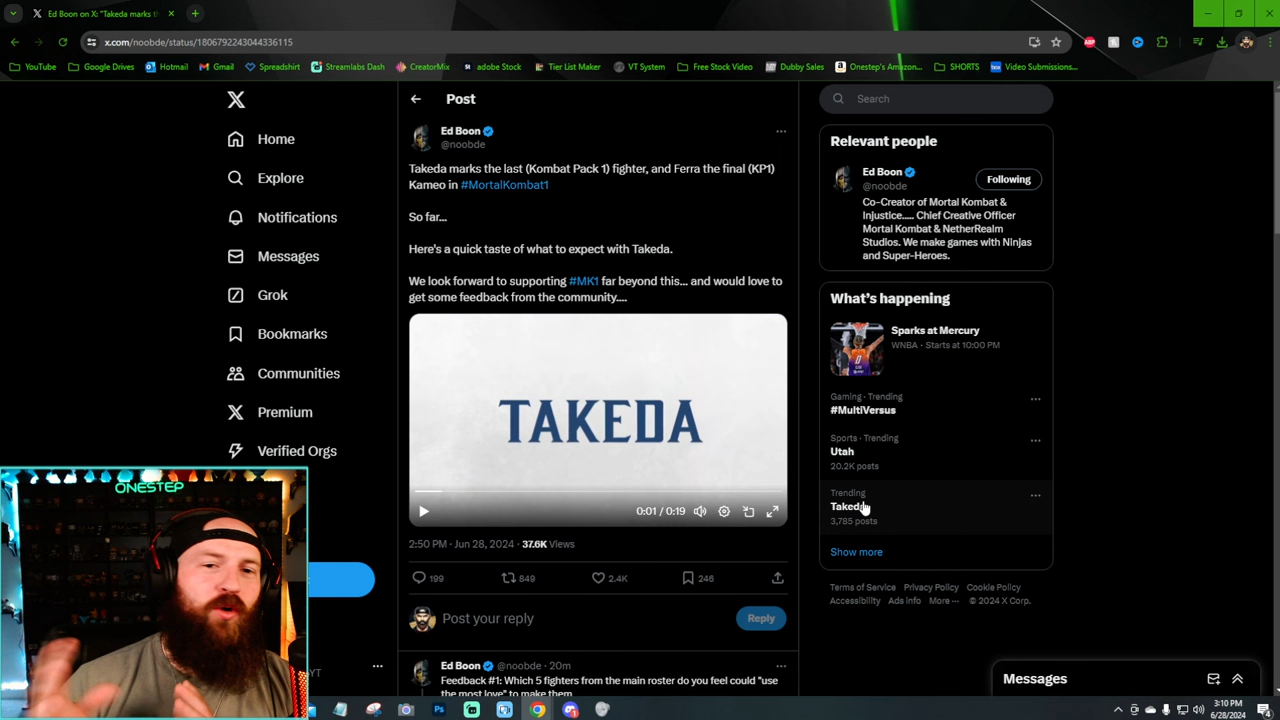 Ed Boon on X: "Takeda marks th
x.com/noobde/status/1806792243044336115
YouTube Google Drives Hotmail Gmail Spreadshirt Streamlabs Dash CreatorMix adobe Stock Tier List Maker VT System Free Stock Video Dubby Sales Onestep's Amazon... SHORTS Video Submissions...
Home
Explore
Notifications
Messages
Grok
Bookmarks
Communities
Premium
Verified Orgs
ONESTEP
YT
Post
Ed Boon
@noobde
Takeda marks the last (Kombat Pack 1) fighter, and Ferra the final (KP1)
Kameo in #MortalKombat1
So far...
Here's a quick taste of what to expect with Takeda.
We look forward to supporting #MK1 far beyond this... and would love to
get some feedback from the community....
TAKEDA
0:01 / 0:19
2:50 PM · Jun 28, 2024 · 37.6K Views
199 849 2.4K 246
Post your reply
Reply
Ed Boon @noobde · 20m
Feedback #1: Which 5 fighters from the main roster do you feel could "use
the most love" to make them
Search
Relevant people
Ed Boon
@noobde
Following
Co-Creator of Mortal Kombat &
Injustice..... Chief Creative Officer
Mortal Kombat & NetherRealm
Studios. We make games with Ninjas
and Super-Heroes.
What's happening
Sparks at Mercury
WNBA · Starts at 10:00 PM
Gaming · Trending
#MultiVersus
Sports · Trending
Utah
20.2K posts
Trending
Takeda
3,785 posts
Show more
Terms of Service Privacy Policy Cookie Policy
Accessibility Ads info More ··· © 2024 X Corp.
Messages
3:10 PM
6/28/2024